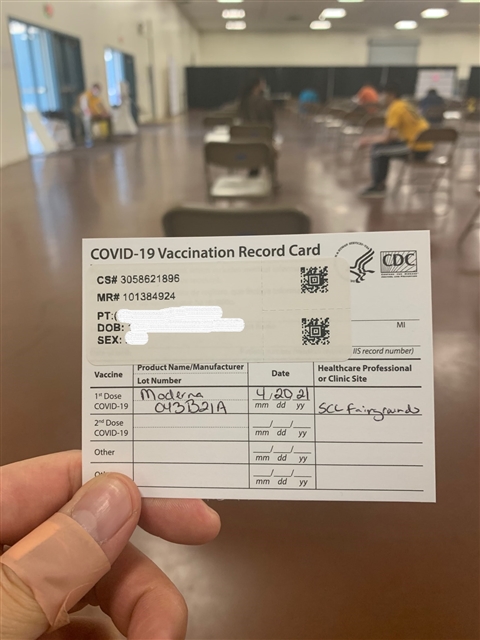 COVID-19 Vaccination Record Card
CDC
CS# 3058621896
MR# 101384924
PT:
DOB:
SEX:
MI
IIS record number)
Vaccine
Product Name/Manufacturer
Lot Number
Date
Healthcare Professional
or Clinic Site
1st Dose
COVID-19
Moderna
043B21A
4 20 21
mm dd yy
SCC Fairgrounds
2nd Dose
COVID-19
mm dd yy
Other
mm dd yy
Other
mm dd yy